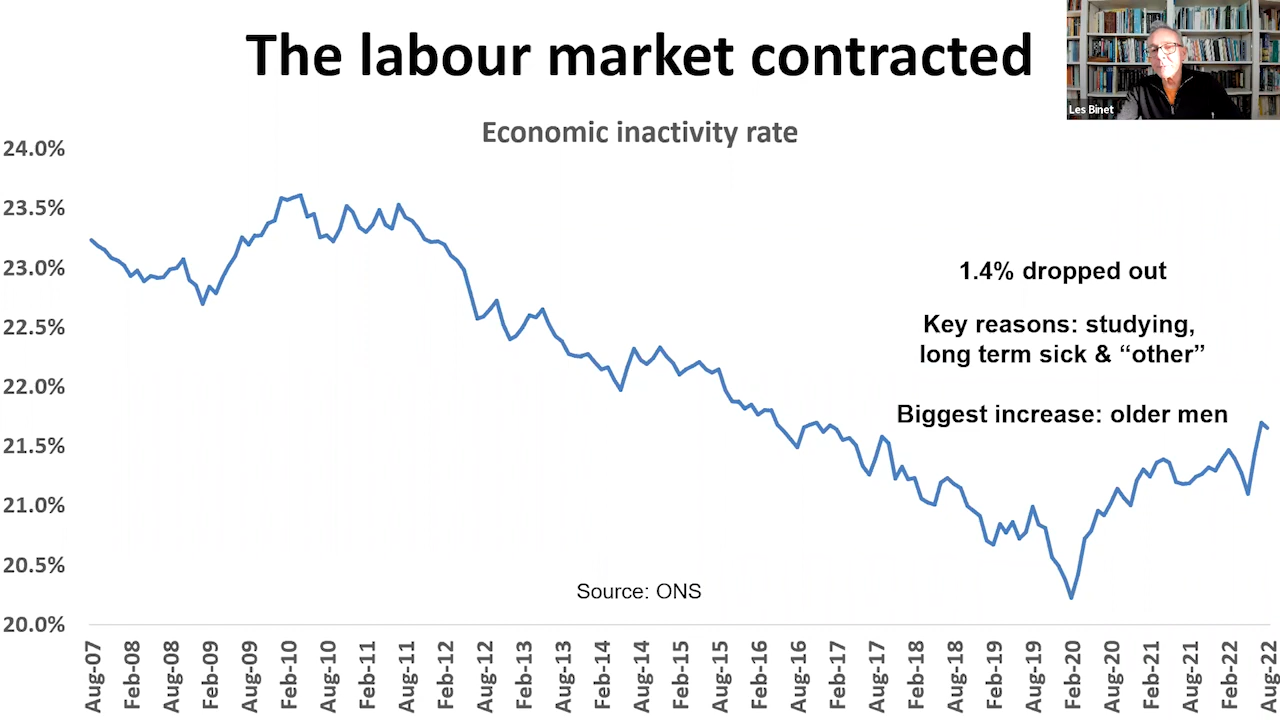 The labour market contracted
Les Binet
Economic inactivity rate
24.0%
23.5%
23.0%
22.5%
22.0%
21.5%
21.0%
20.5%
20.0%
1.4% dropped out
Key reasons: studying,
long term sick & “other”
Biggest increase: older men
Source: ONS
Aug-07
Feb-08
Aug-08
Feb-09
Aug-09
Feb-10
Aug-10
Feb-11
Aug-11
Feb-12
Aug-12
Feb-13
Aug-13
Feb-14
Aug-14
Feb-15
Aug-15
Feb-16
Aug-16
Feb-17
Aug-17
Feb-18
Aug-18
Feb-19
Aug-19
Feb-20
Aug-20
Feb-21
Aug-21
Feb-22
Aug-22